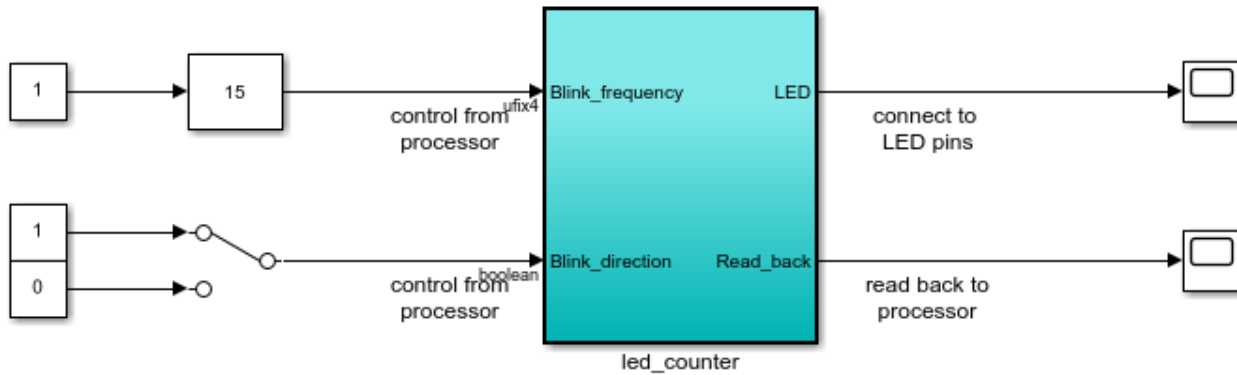 1
15
Blink_frequency
LED
ufix4
control from
processor
connect to
LED pins
1
0
Blink_direction
Read_back
boolean
control from
processor
read back to
processor
led_counter